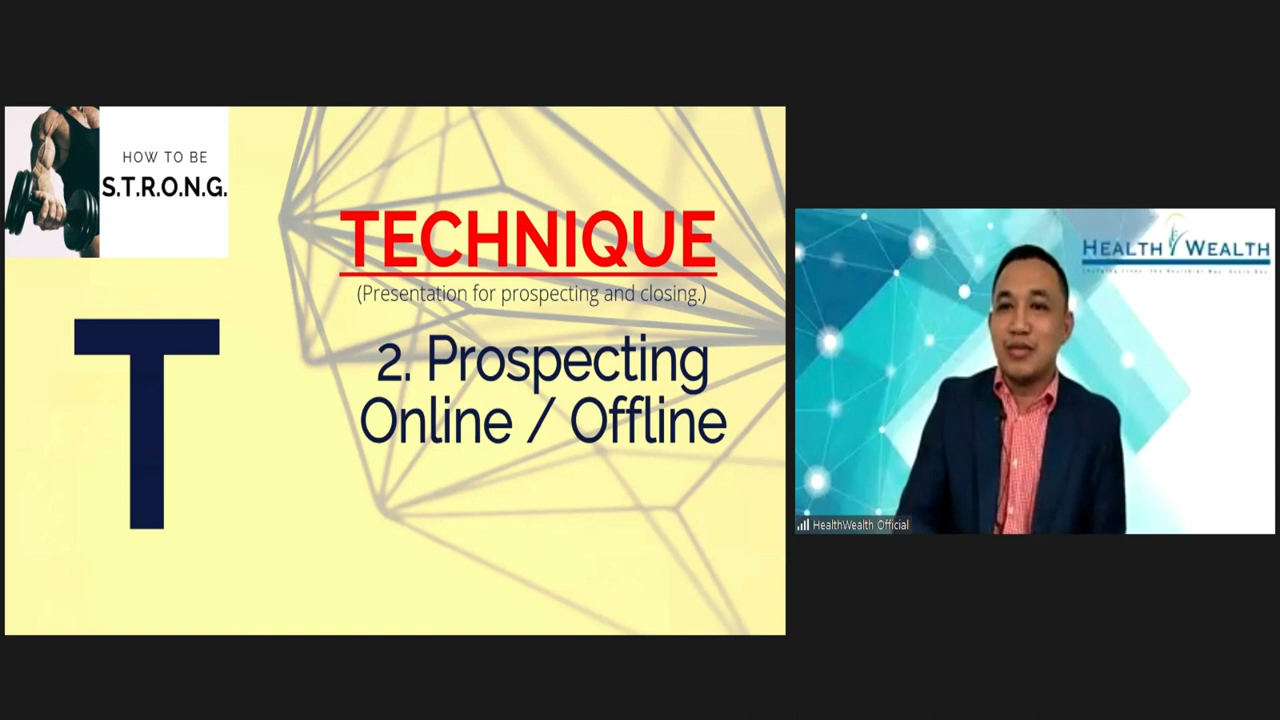 HOW TO BE
S.T.R.O.N.G.
TECHNIQUE
(Presentation for prospecting and closing.)
T
2. Prospecting
Online / Offline
HEALTH WEALTH
HealthWealth Official